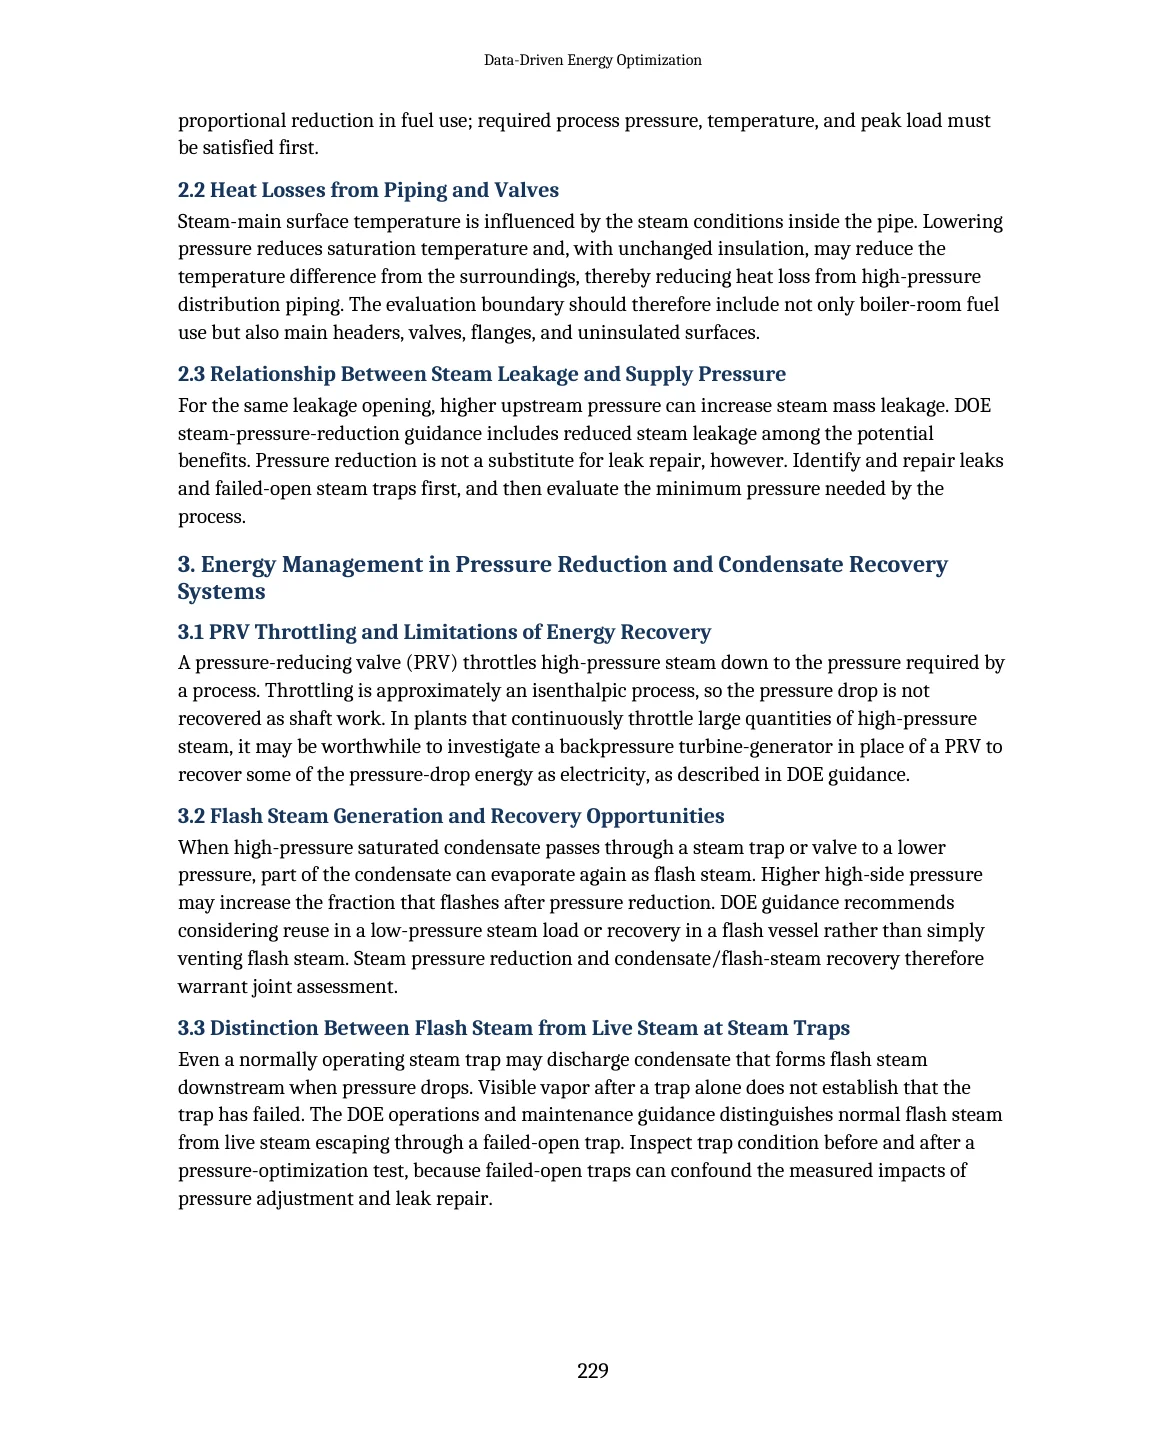 Data-Driven Energy Optimization
proportional reduction in fuel use; required process pressure, temperature, and peak load must
be satisfied first.
2.2 Heat Losses from Piping and Valves
Steam-main surface temperature is influenced by the steam conditions inside the pipe. Lowering
pressure reduces saturation temperature and, with unchanged insulation, may reduce the
temperature difference from the surroundings, thereby reducing heat loss from high-pressure
distribution piping. The evaluation boundary should therefore include not only boiler-room fuel
use but also main headers, valves, flanges, and uninsulated surfaces.
2.3 Relationship Between Steam Leakage and Supply Pressure
For the same leakage opening, higher upstream pressure can increase steam mass leakage. DOE
steam-pressure-reduction guidance includes reduced steam leakage among the potential
benefits. Pressure reduction is not a substitute for leak repair, however. Identify and repair leaks
and failed-open steam traps first, and then evaluate the minimum pressure needed by the
process.
3. Energy Management in Pressure Reduction and Condensate Recovery
Systems
3.1 PRV Throttling and Limitations of Energy Recovery
A pressure-reducing valve (PRV) throttles high-pressure steam down to the pressure required by
a process. Throttling is approximately an isenthalpic process, so the pressure drop is not
recovered as shaft work. In plants that continuously throttle large quantities of high-pressure
steam, it may be worthwhile to investigate a backpressure turbine-generator in place of a PRV to
recover some of the pressure-drop energy as electricity, as described in DOE guidance.
3.2 Flash Steam Generation and Recovery Opportunities
When high-pressure saturated condensate passes through a steam trap or valve to a lower
pressure, part of the condensate can evaporate again as flash steam. Higher high-side pressure
may increase the fraction that flashes after pressure reduction. DOE guidance recommends
considering reuse in a low-pressure steam load or recovery in a flash vessel rather than simply
venting flash steam. Steam pressure reduction and condensate/flash-steam recovery therefore
warrant joint assessment.
3.3 Distinction Between Flash Steam from Live Steam at Steam Traps
Even a normally operating steam trap may discharge condensate that forms flash steam
downstream when pressure drops. Visible vapor after a trap alone does not establish that the
trap has failed. The DOE operations and maintenance guidance distinguishes normal flash steam
from live steam escaping through a failed-open trap. Inspect trap condition before and after a
pressure-optimization test, because failed-open traps can confound the measured impacts of
pressure adjustment and leak repair.
229